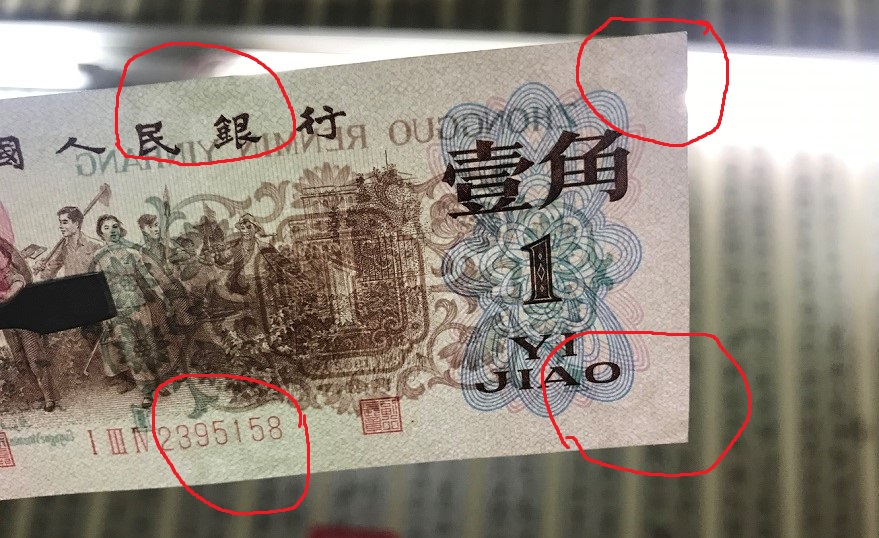 國人民銀行
ZHONGGUO RENMIN YINHANG
壹角
1
YI
JIAO
I III IV 2395158